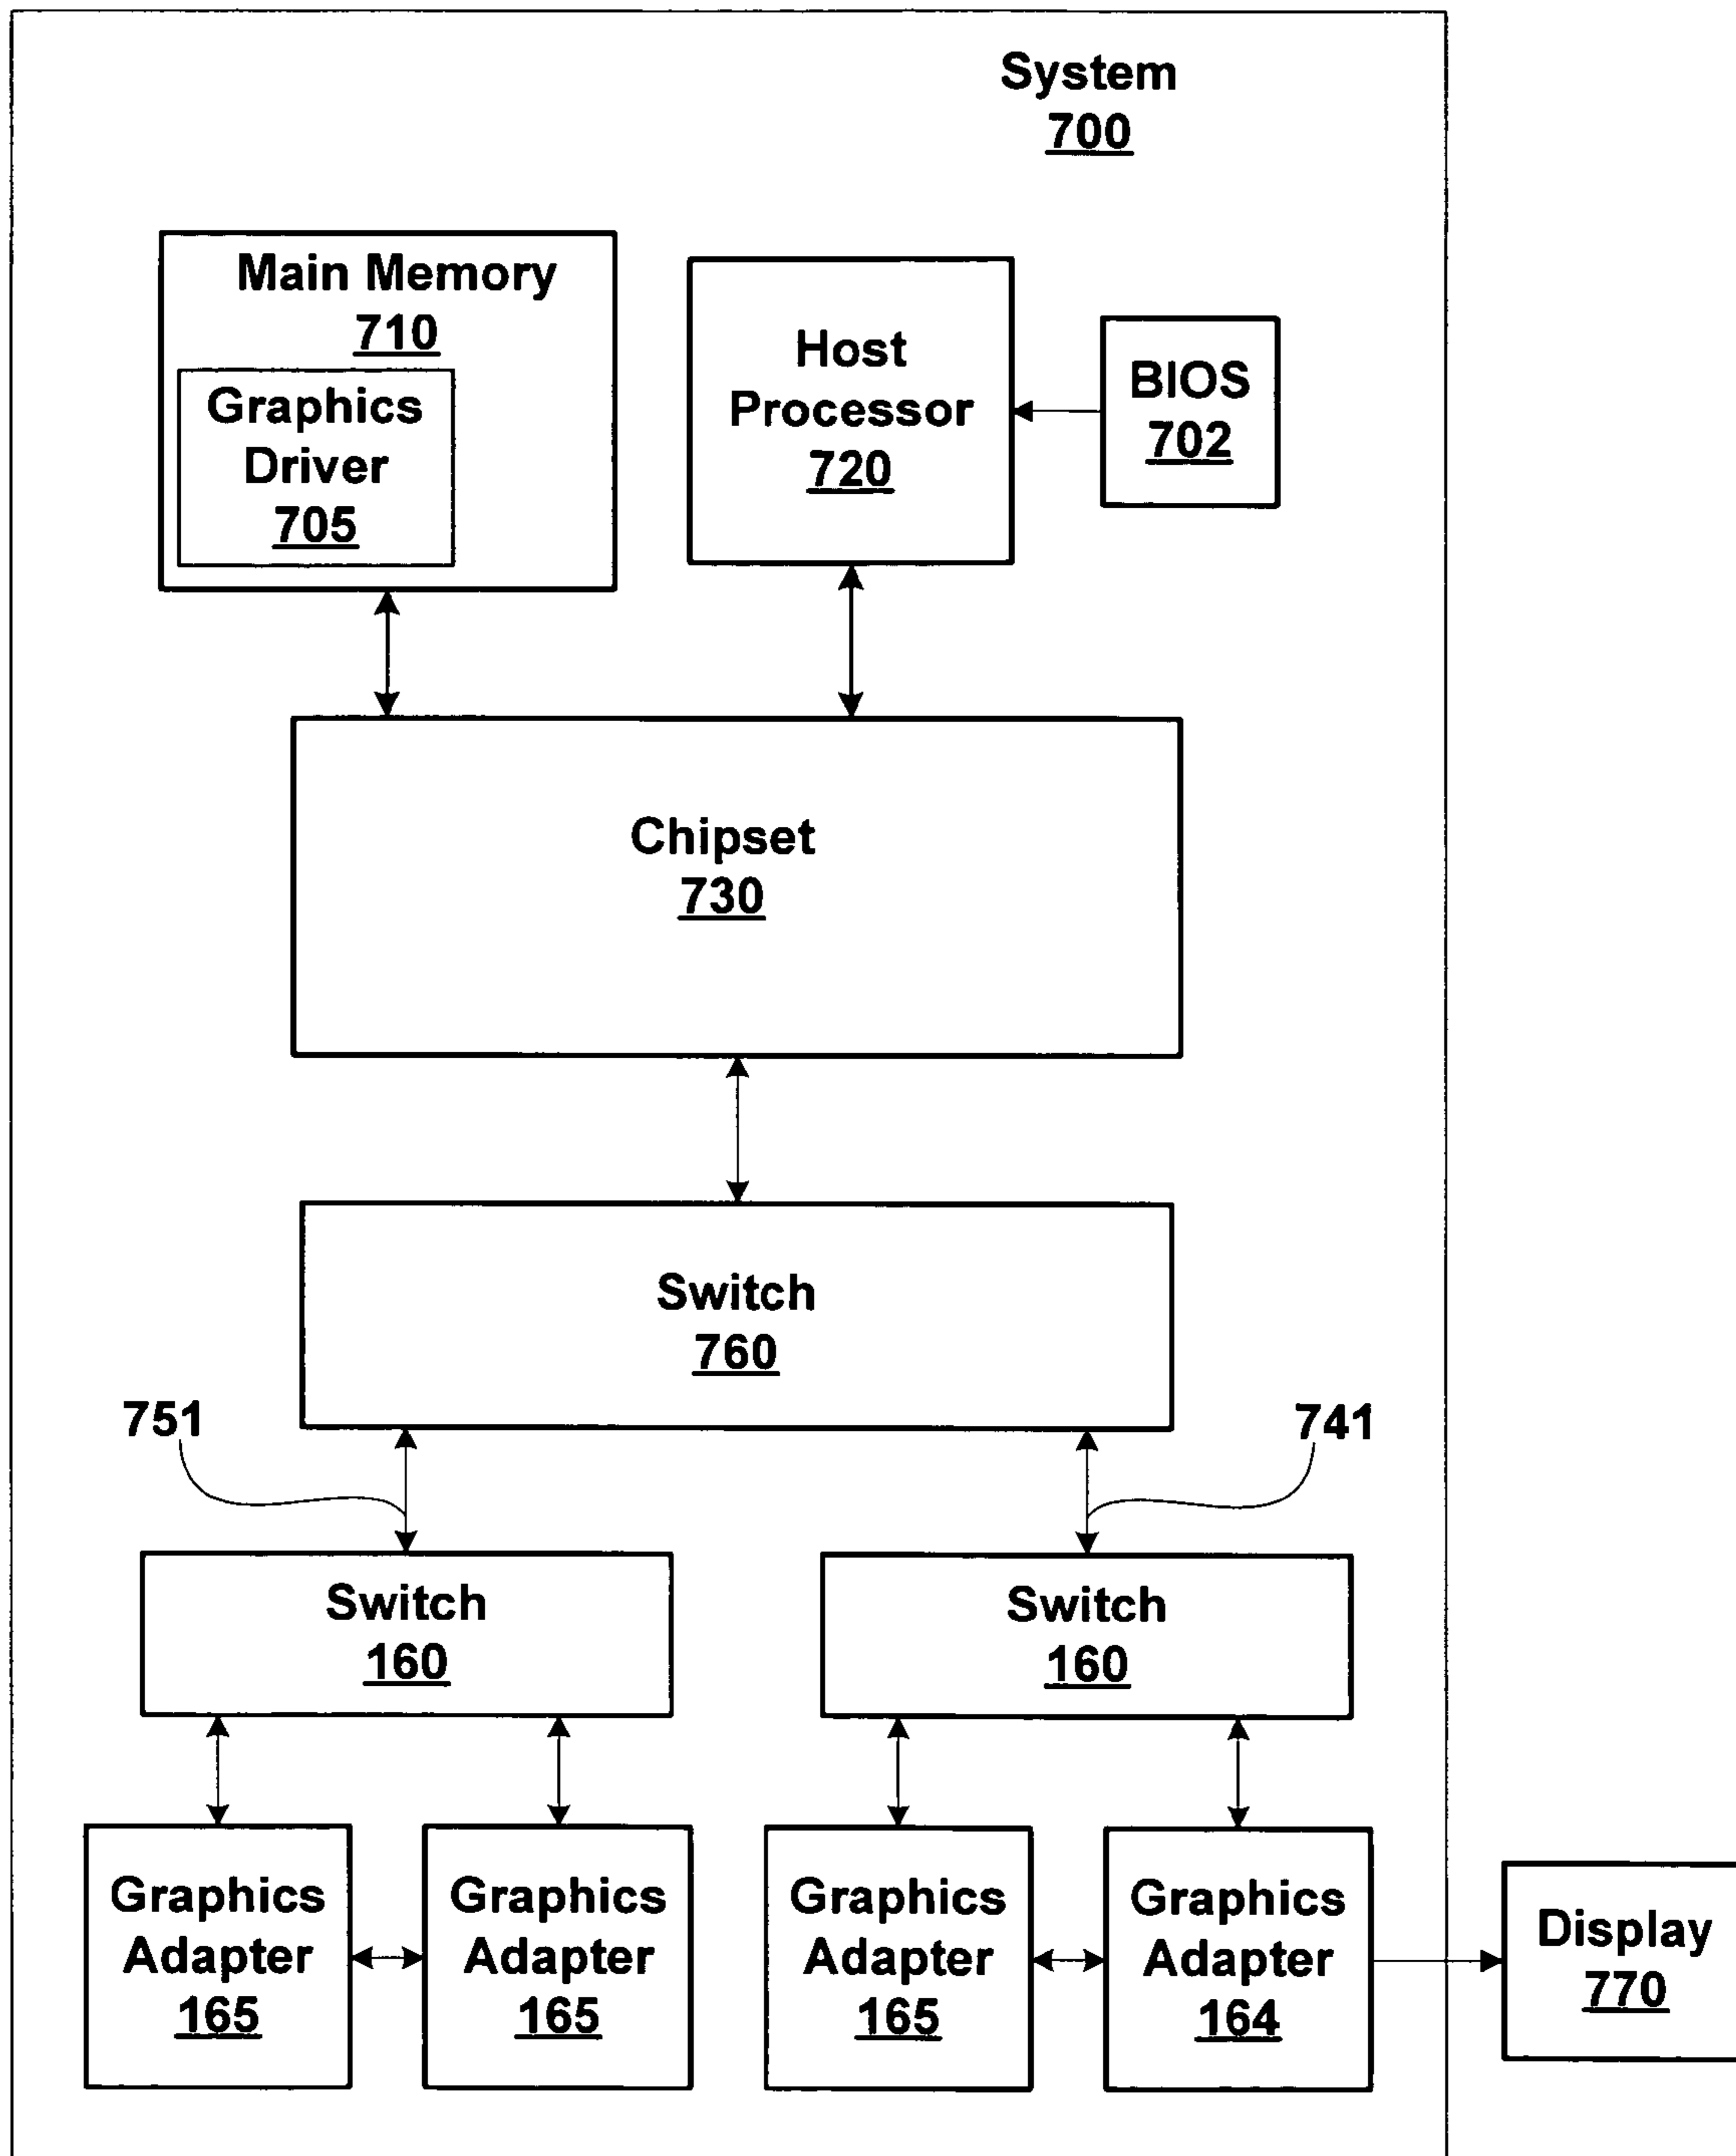 System
700
Main Memory
710
Graphics
Driver
705
Host
Processor
720
BIOS
702
Chipset
730
Switch
760
751
741
Switch
160
Switch
160
Graphics
Adapter
165
Graphics
Adapter
165
Graphics
Adapter
165
Graphics
Adapter
164
Display
770